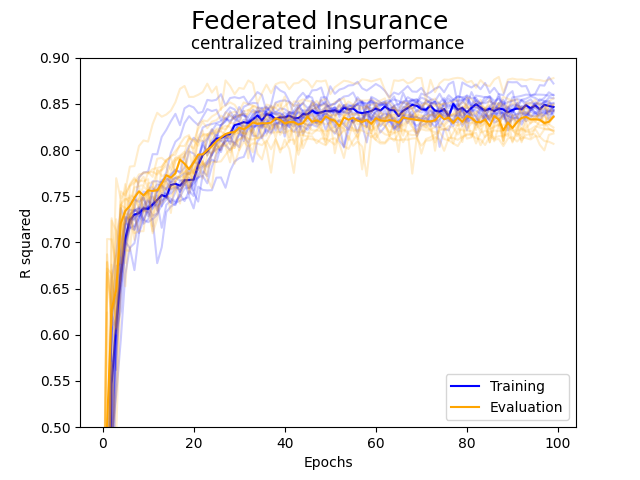 Federated Insurance
centralized training performance
0.90
0.85
0.80
0.75
0.70
0.65
0.60
0.55
0.50
R squared
0 20 40 60 80 100
Epochs
Training
Evaluation